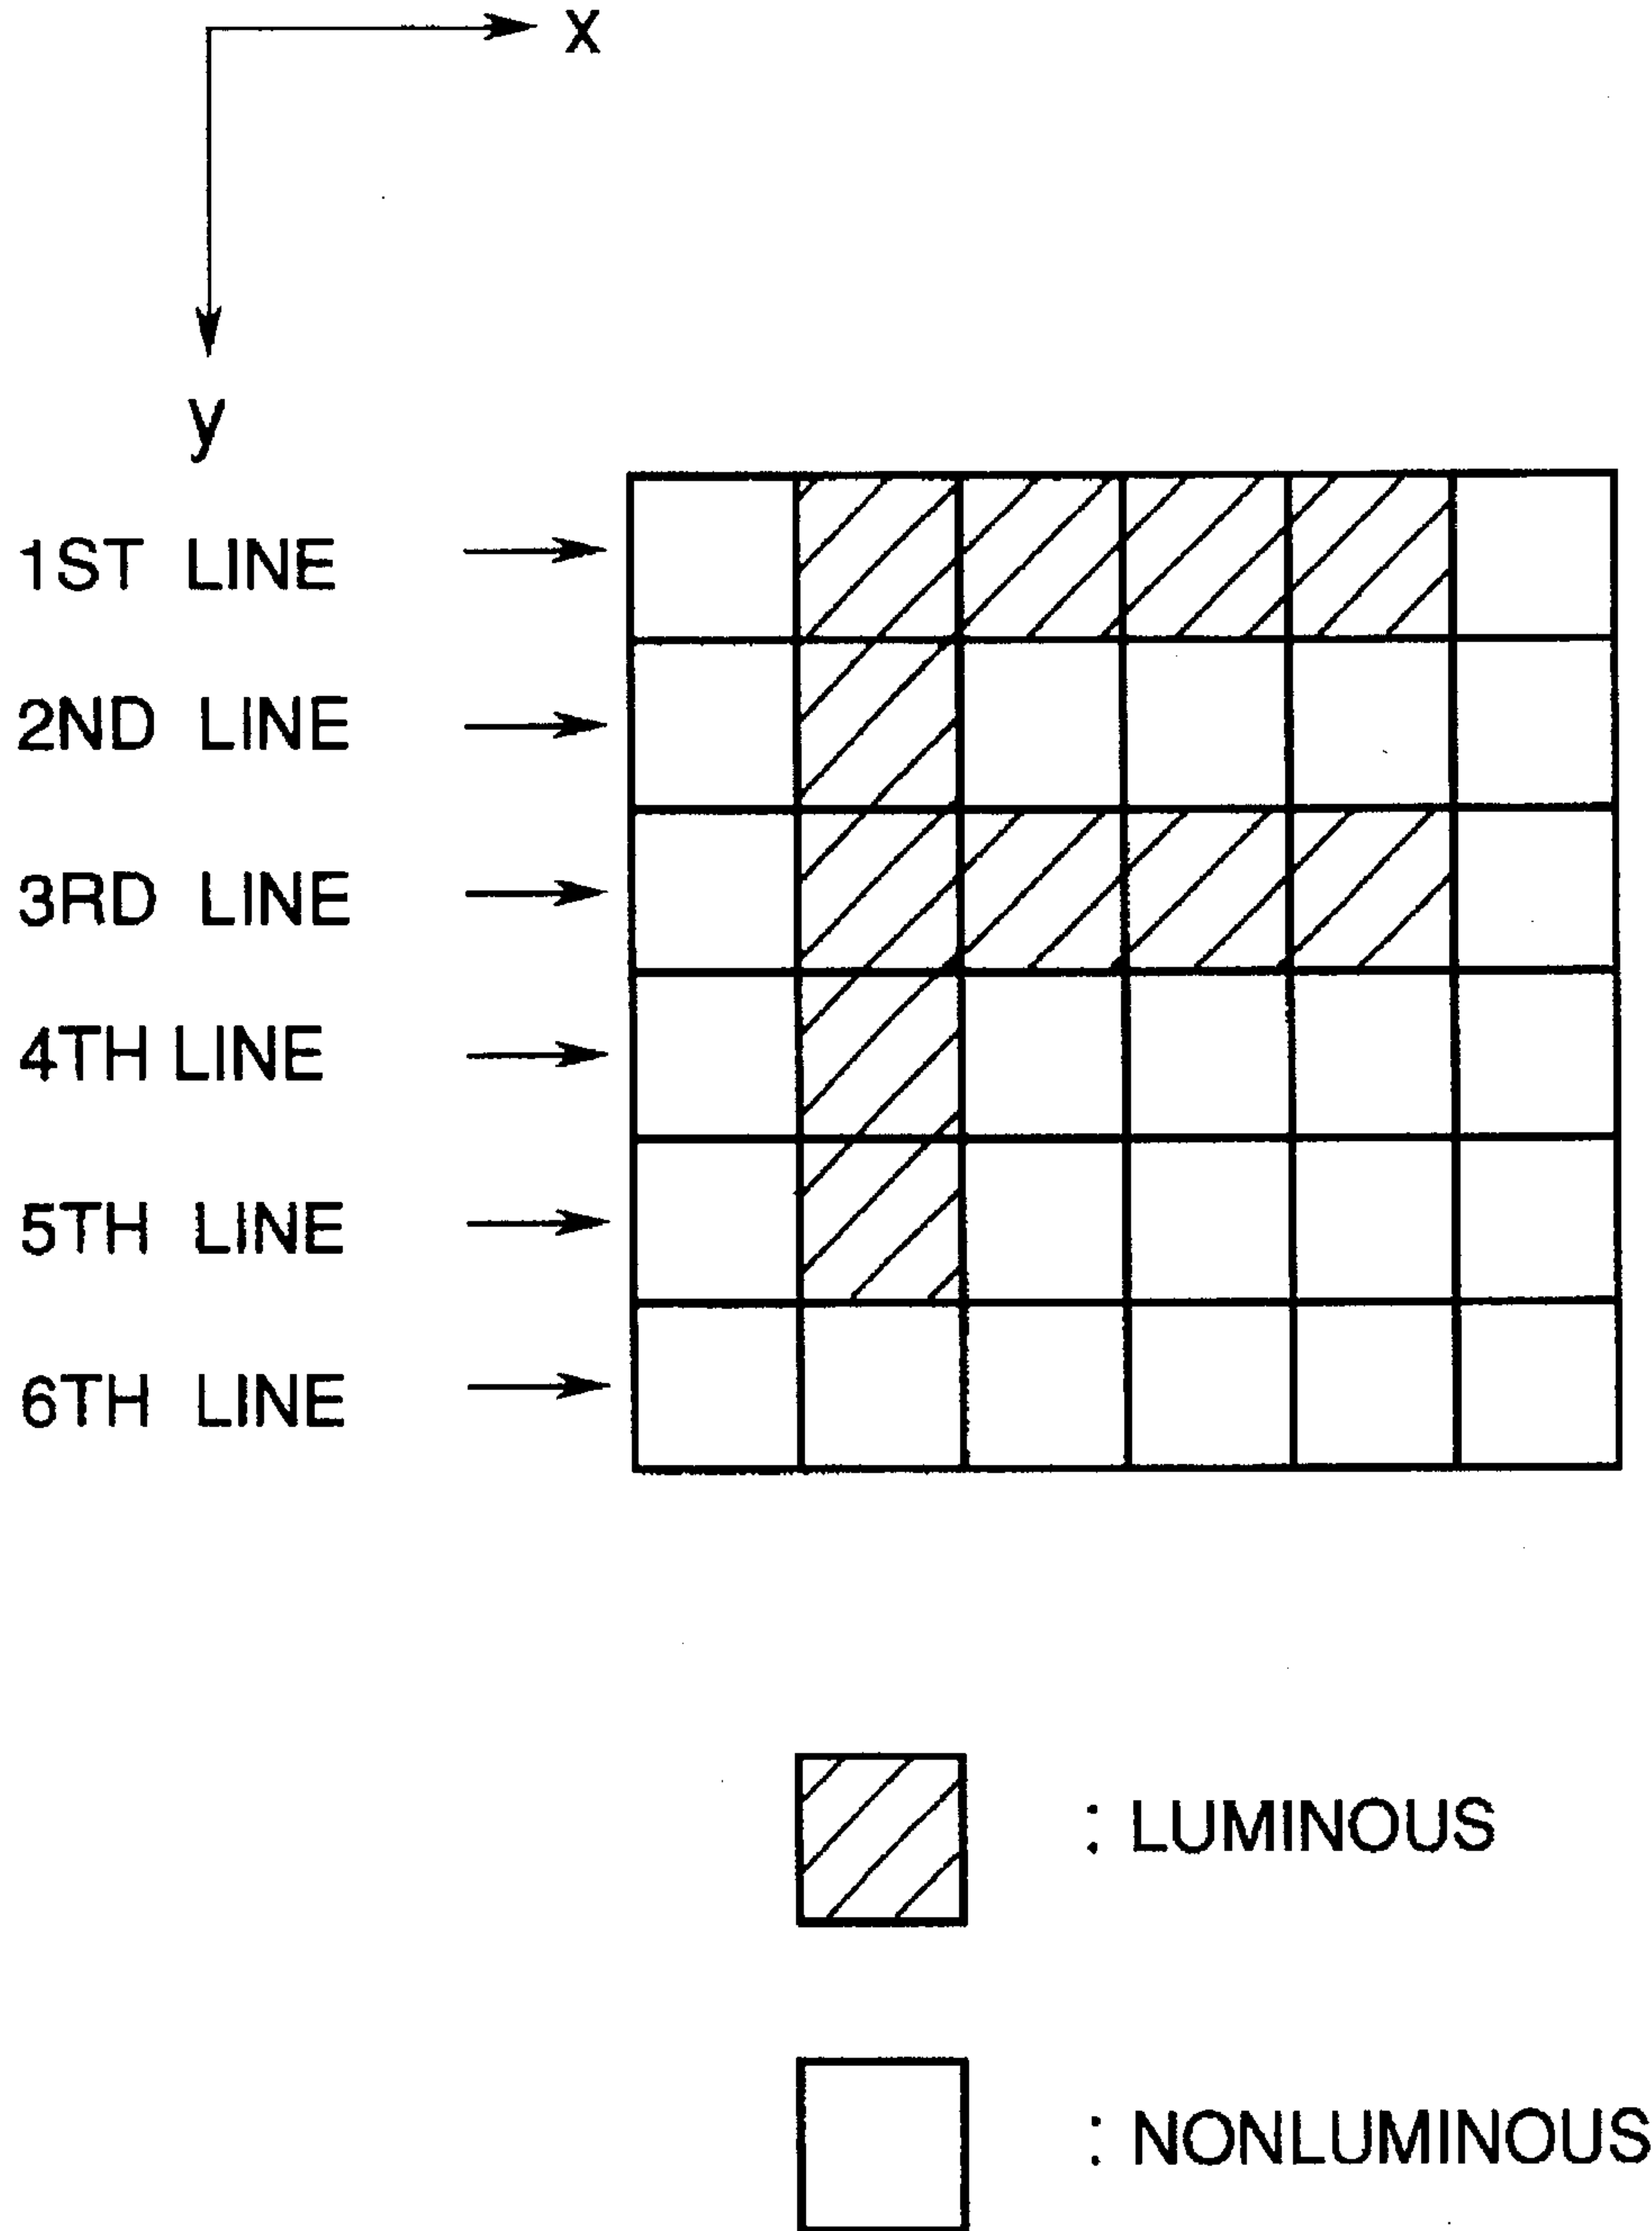 x
y
1ST LINE
2ND LINE
3RD LINE
4TH LINE
5TH LINE
6TH LINE
: LUMINOUS
: NONLUMINOUS